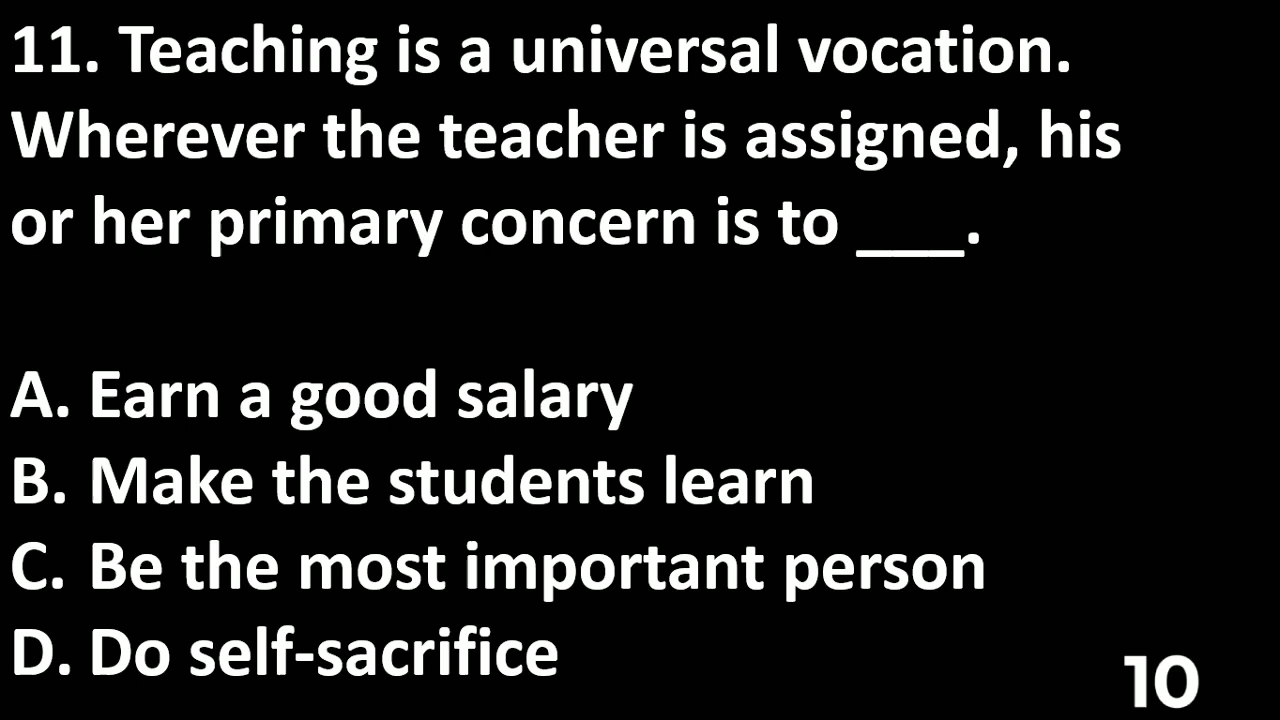 11. Teaching is a universal vocation.
Wherever the teacher is assigned, his
or her primary concern is to ___.
A. Earn a good salary
B. Make the students learn
C. Be the most important person
D. Do self-sacrifice
10